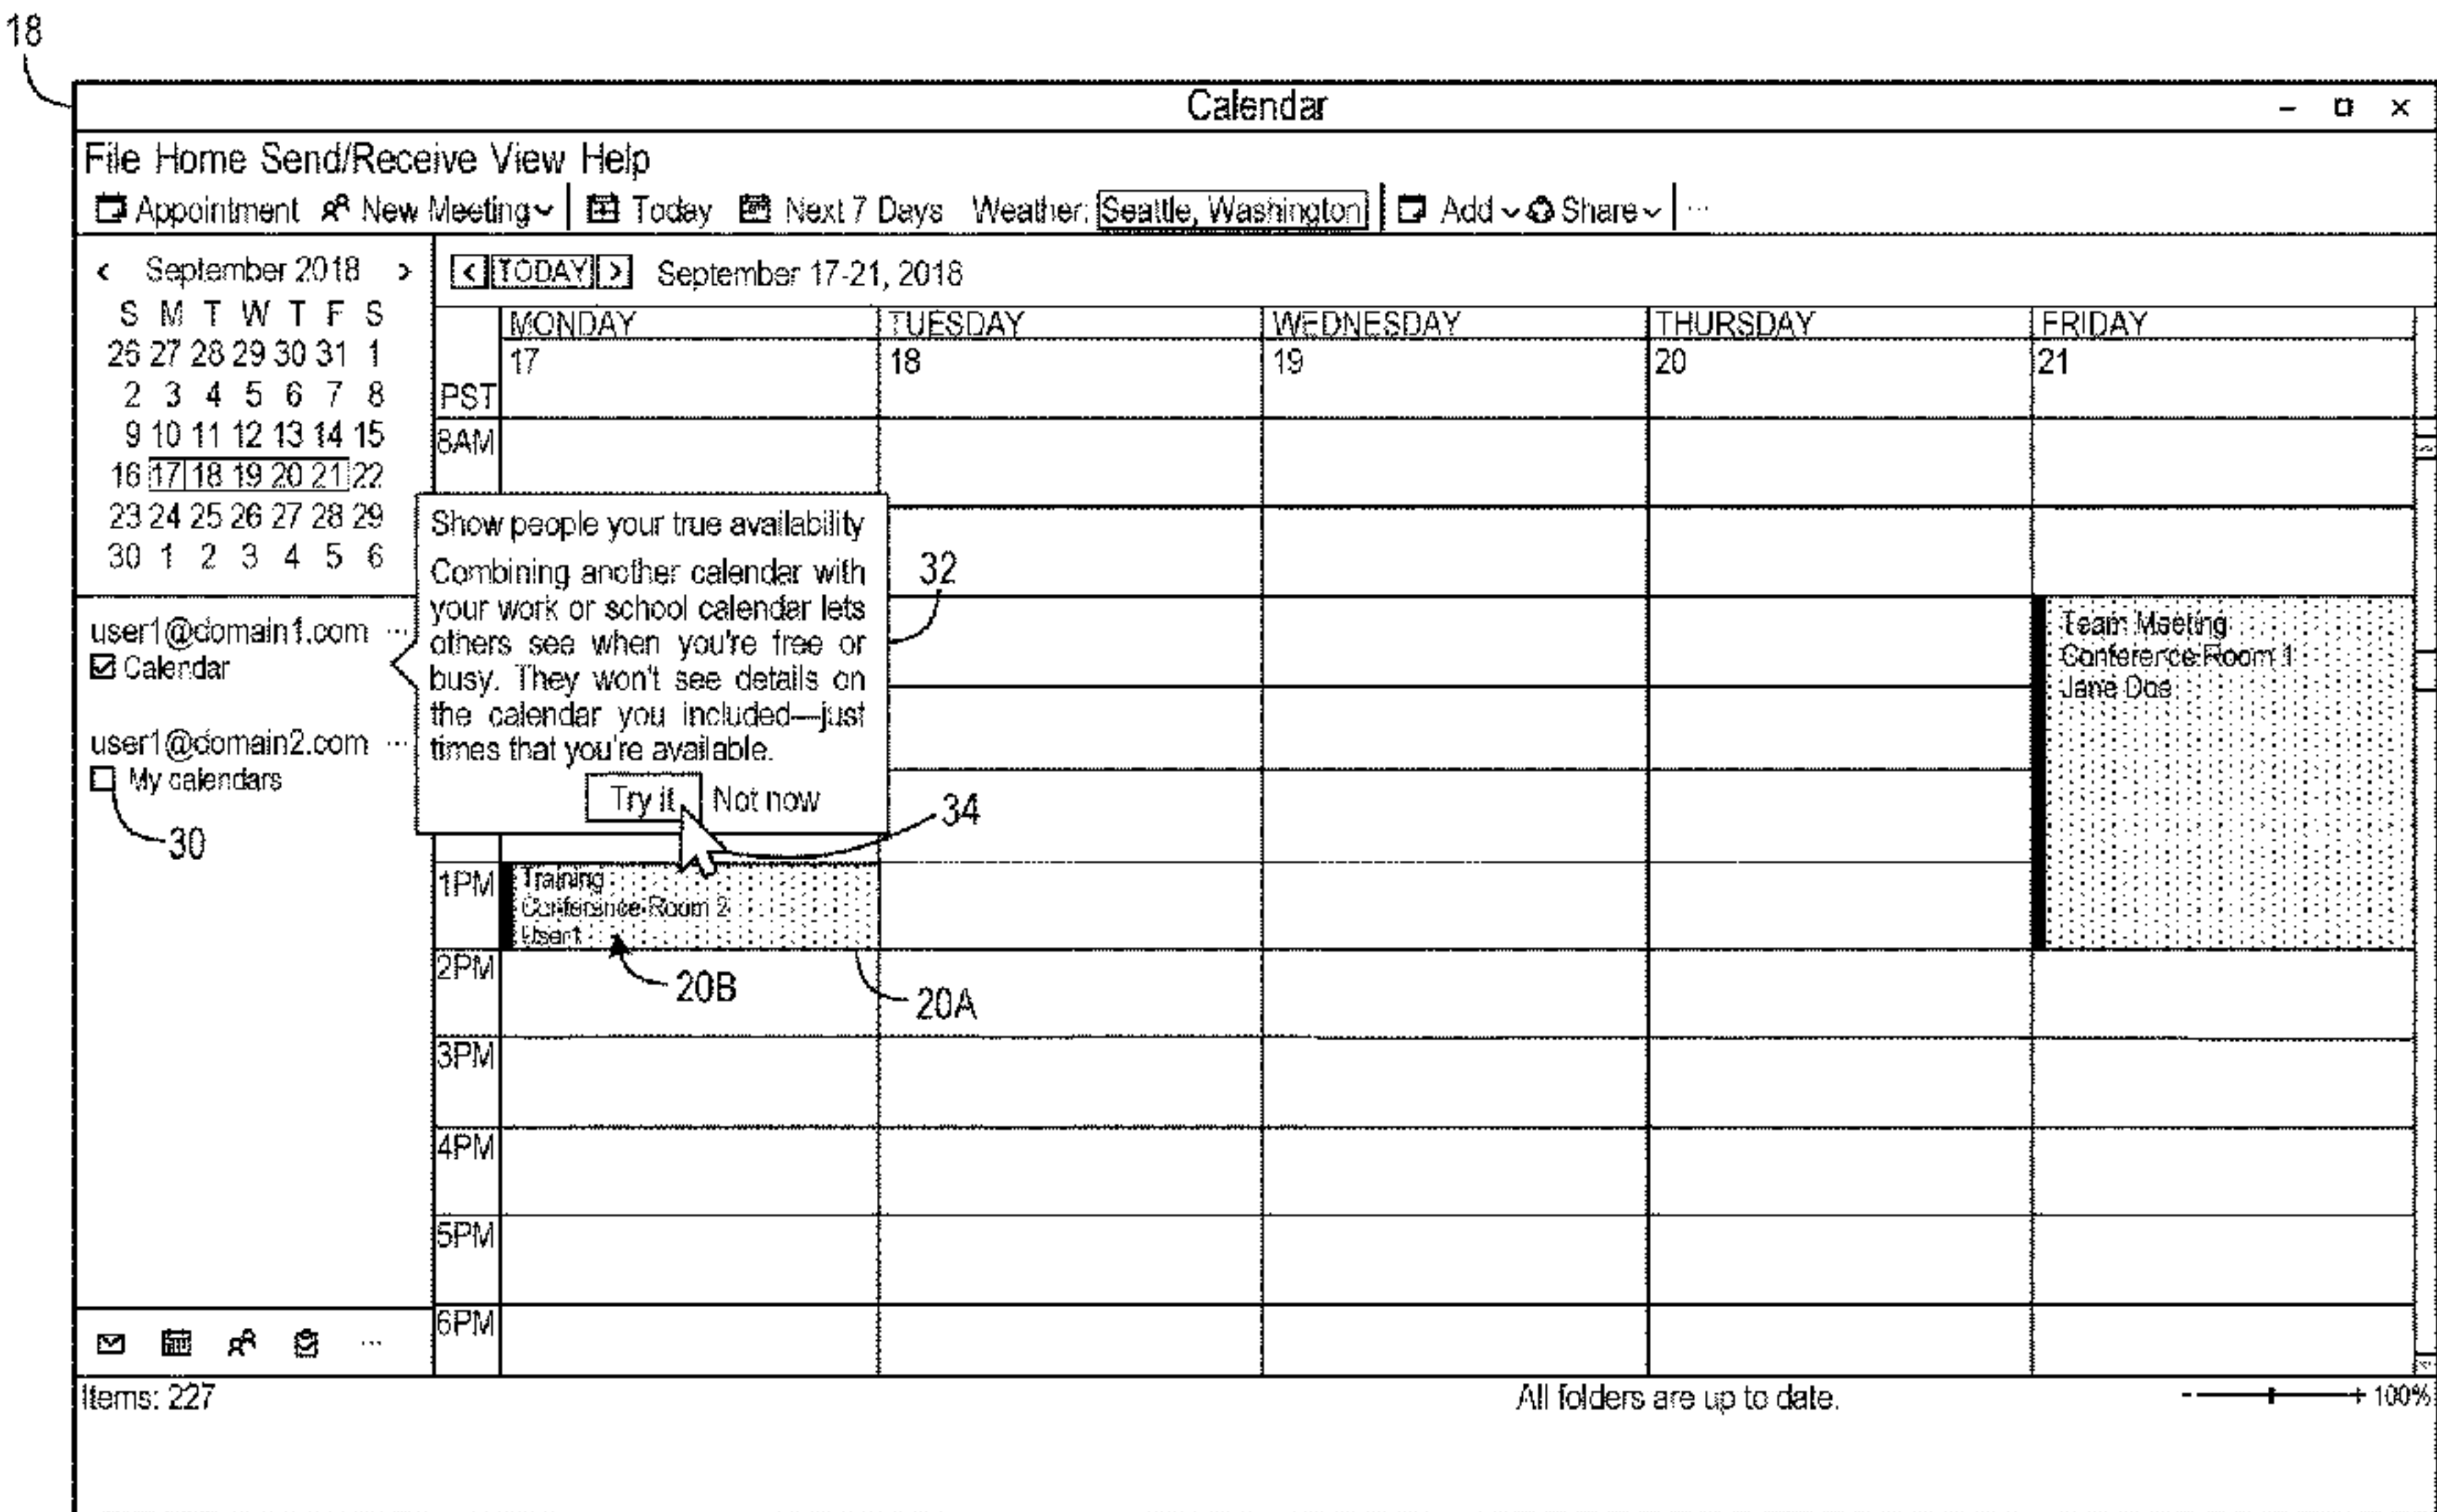 18
Calendar
File Home Send/Receive View Help
Appointment New Meeting Today Next 7 Days Weather: Seattle, Washington Add Share ...
< September 2018 >
S M T W T F S
26 27 28 29 30 31 1
2 3 4 5 6 7 8
9 10 11 12 13 14 15
16 17 18 19 20 21 22
23 24 25 26 27 28 29
30 1 2 3 4 5 6
user1@domain1.com ...
Calendar
user1@domain2.com ...
My calendars
30
< TODAY > September 17-21, 2018
MONDAY TUESDAY WEDNESDAY THURSDAY FRIDAY
17 18 19 20 21
PST
8AM
Show people your true availability
Combining another calendar with
your work or school calendar lets
others see when you're free or
busy. They won't see details on
the calendar you included—just
times that you're available.
Try it Not now
32
34
Team Meeting
Conference Room 1
Jane Doe
1PM
Training
Conference Room 2
User1
20B
20A
2PM
3PM
4PM
5PM
6PM
...
Items: 227
All folders are up to date.
- + 100%